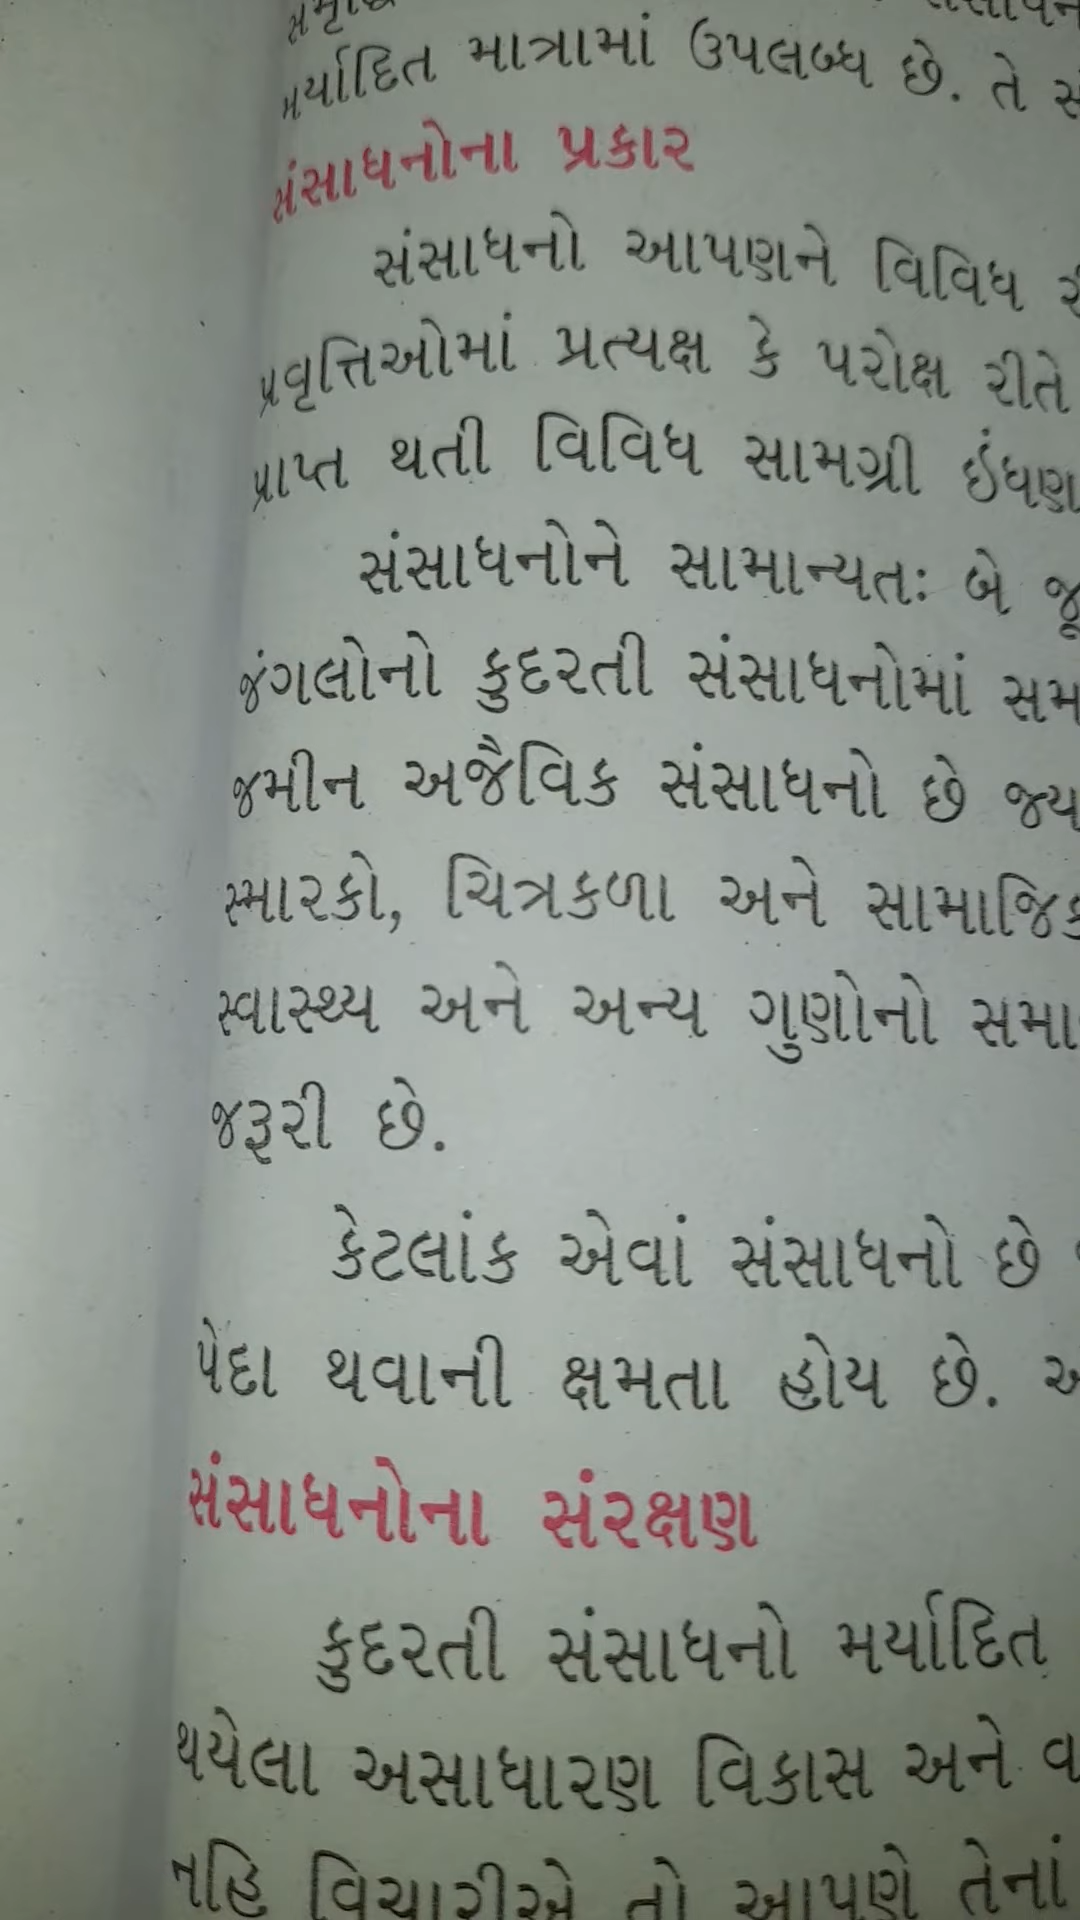 મર્યાદિત માત્રામાં ઉપલબ્ધ છે. તે
સંસાધનોના પ્રકાર
સંસાધનો આપણને વિવિધ
પ્રવૃત્તિઓમાં પ્રત્યક્ષ કે પરોક્ષ રીતે
પ્રાપ્ત થતી વિવિધ સામગ્રી ઇંધણ
સંસાધનોને સામાન્યતઃ બે
જંગલોનો કુદરતી સંસાધનોમાં સમ
જમીન અજૈવિક સંસાધનો છે જ્ય
સ્મારકો, ચિત્રકળા અને સામાજિક
સ્વાસ્થ્ય અને અન્ય ગુણોનો સમા
જરૂરી છે.
કેટલાંક એવાં સંસાધનો છે
પેદા થવાની ક્ષમતા હોય છે.
સંસાધનોના સંરક્ષણ
કુદરતી સંસાધનો મર્યાદિત
થયેલા અસાધારણ વિકાસ અને વ
નહિ વિચારીએ તો આપણે તેનાં